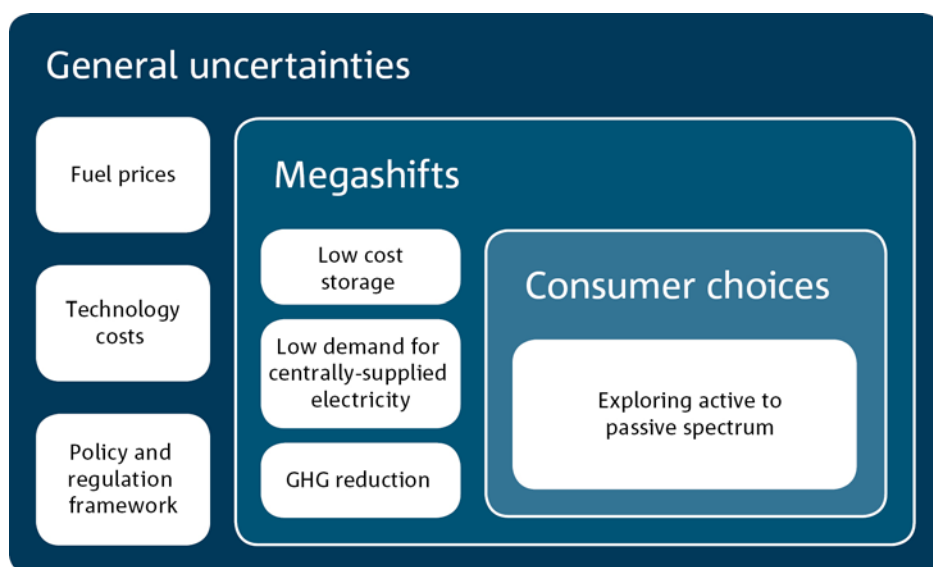 General uncertainties
Fuel prices
Technology
costs
Policy and
regulation
framework
Megashifts
Low cost
storage
Low demand for
centrally-supplied
electricity
GHG reduction
Consumer choices
Exploring active to
passive spectrum